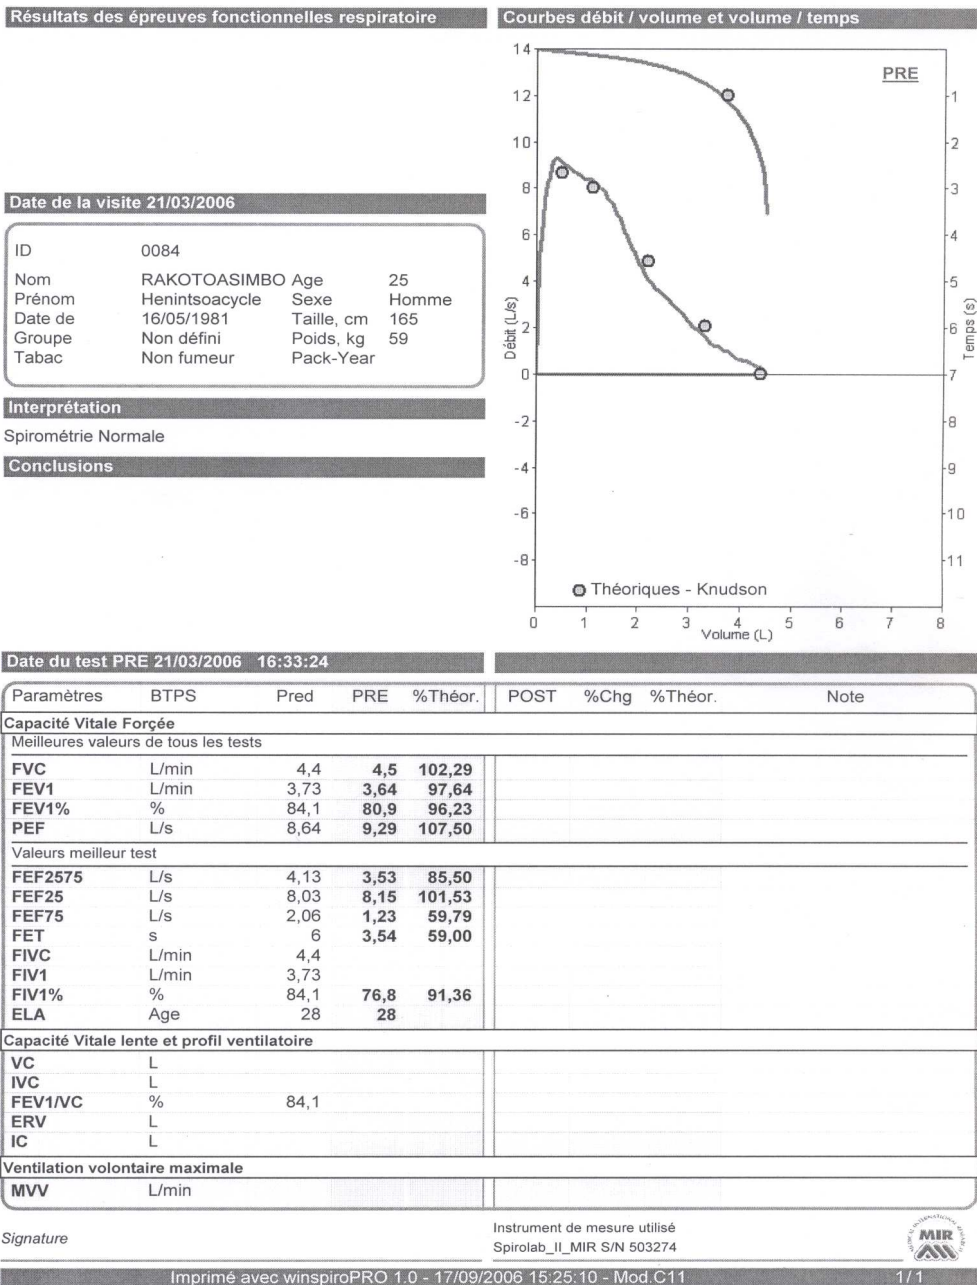 Résultats des épreuves fonctionnelles respiratoire
Courbes débit / volume et volume / temps
PRE
14
12
10
8
6
4
2
0
-2
-4
-6
-8
Débit (L/s)
1
2
3
4
5
6
7
8
9
10
11
Temps (s)
Théoriques - Knudson
0 1 2 3 4 5 6 7 8
Volume (L)
Date de la visite 21/03/2006
ID 0084
Nom RAKOTOASIMBO Age 25
Prénom Henintsoacycle Sexe Homme
Date de 16/05/1981 Taille, cm 165
Groupe Non défini Poids, kg 59
Tabac Non fumeur Pack-Year
Interprétation
Spirométrie Normale
Conclusions
Date du test PRE 21/03/2006 16:33:24
Paramètres BTPS Pred PRE %Théor. POST %Chg %Théor. Note
Capacité Vitale Forçée
Meilleures valeurs de tous les tests
FVC L/min 4,4 4,5 102,29
FEV1 L/min 3,73 3,64 97,64
FEV1% % 84,1 80,9 96,23
PEF L/s 8,64 9,29 107,50
Valeurs meilleur test
FEF2575 L/s 4,13 3,53 85,50
FEF25 L/s 8,03 8,15 101,53
FEF75 L/s 2,06 1,23 59,79
FET s 6 3,54 59,00
FIVC L/min 4,4
FIV1 L/min 3,73
FIV1% % 84,1 76,8 91,36
ELA Age 28 28
Capacité Vitale lente et profil ventilatoire
VC L
IVC L
FEV1/VC % 84,1
ERV L
IC L
Ventilation volontaire maximale
MVV L/min
Signature
Instrument de mesure utilisé
Spirolab_II_MIR S/N 503274
MIR
Imprimé avec winspiroPRO 1.0 - 17/09/2006 15:25:10 - Mod.C11 1/1